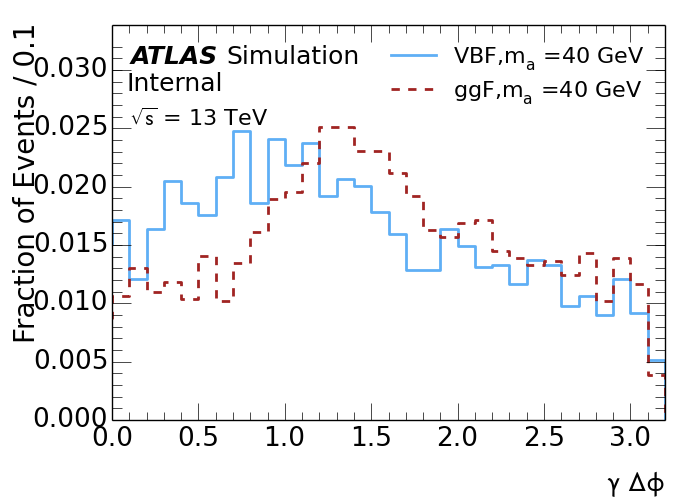 ATLAS Simulation
Internal
√s = 13 TeV
VBF,mₐ =40 GeV
ggF,mₐ =40 GeV
Fraction of Events / 0.1
0.030
0.025
0.020
0.015
0.010
0.005
0.000
0.0 0.5 1.0 1.5 2.0 2.5 3.0
γ Δϕ